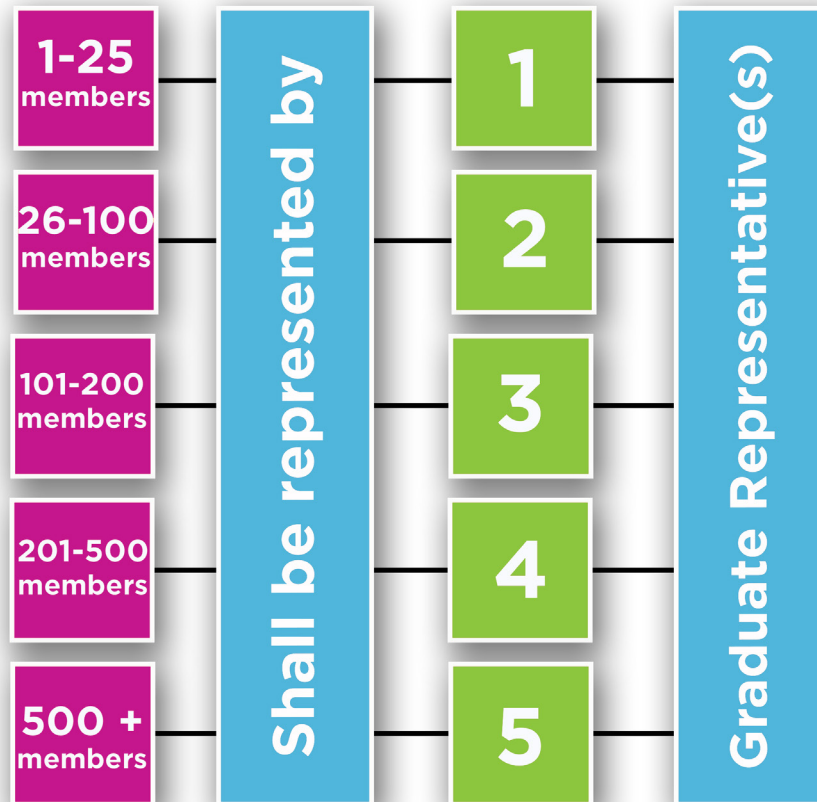 1-25
members
Shall be represented by
1
Graduate Representative(s)
26-100
members
2
101-200
members
3
201-500
members
4
500 +
members
5